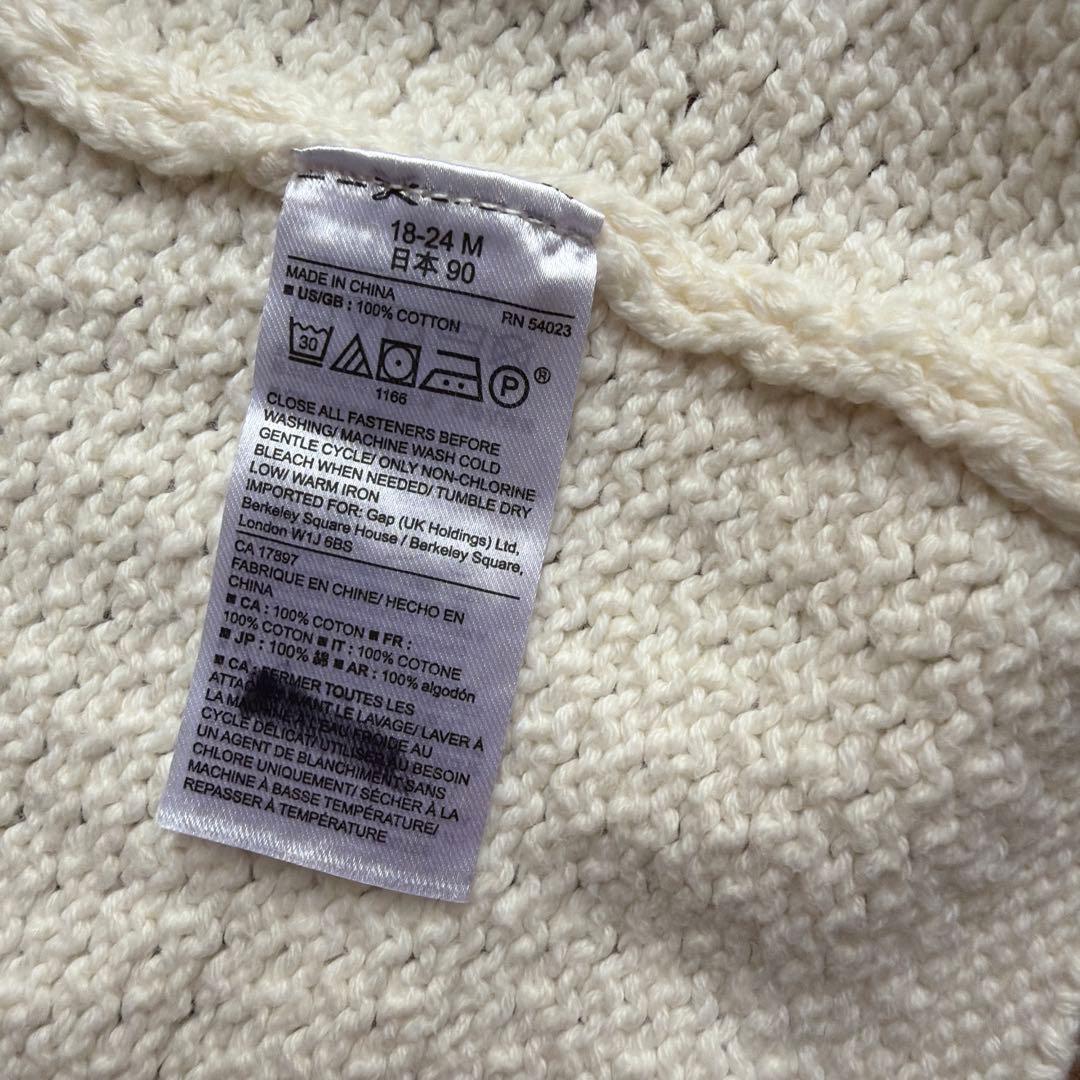 18-24 M
日本 90
MADE IN CHINA
■ US/GB : 100% COTTON RN 54023
30 P ®
1166
CLOSE ALL FASTENERS BEFORE
WASHING/ MACHINE WASH COLD
GENTLE CYCLE/ ONLY NON-CHLORINE
BLEACH WHEN NEEDED/ TUMBLE DRY
LOW/ WARM IRON
IMPORTED FOR: Gap (UK Holdings) Ltd,
Berkeley Square House / Berkeley Square,
London W1J 6BS
CA 17897
FABRIQUE EN CHINE/ HECHO EN
CHINA
■ CA : 100% COTON ■ FR :
100% COTON ■ IT : 100% COTONE
■ JP : 100% 綿 ■ AR : 100% algodón
■ CA : FERMER TOUTES LES
LE LAVAGE/ LAVER À
LA À L'EAU FROIDE AU
CYCLE DÉLICAT/ AU BESOIN
UN AGENT DE BLANCHIMENT SANS
CHLORE UNIQUEMENT/ SÉCHER À LA
MACHINE À BASSE TEMPÉRATURE/
REPASSER À TEMPÉRATURE